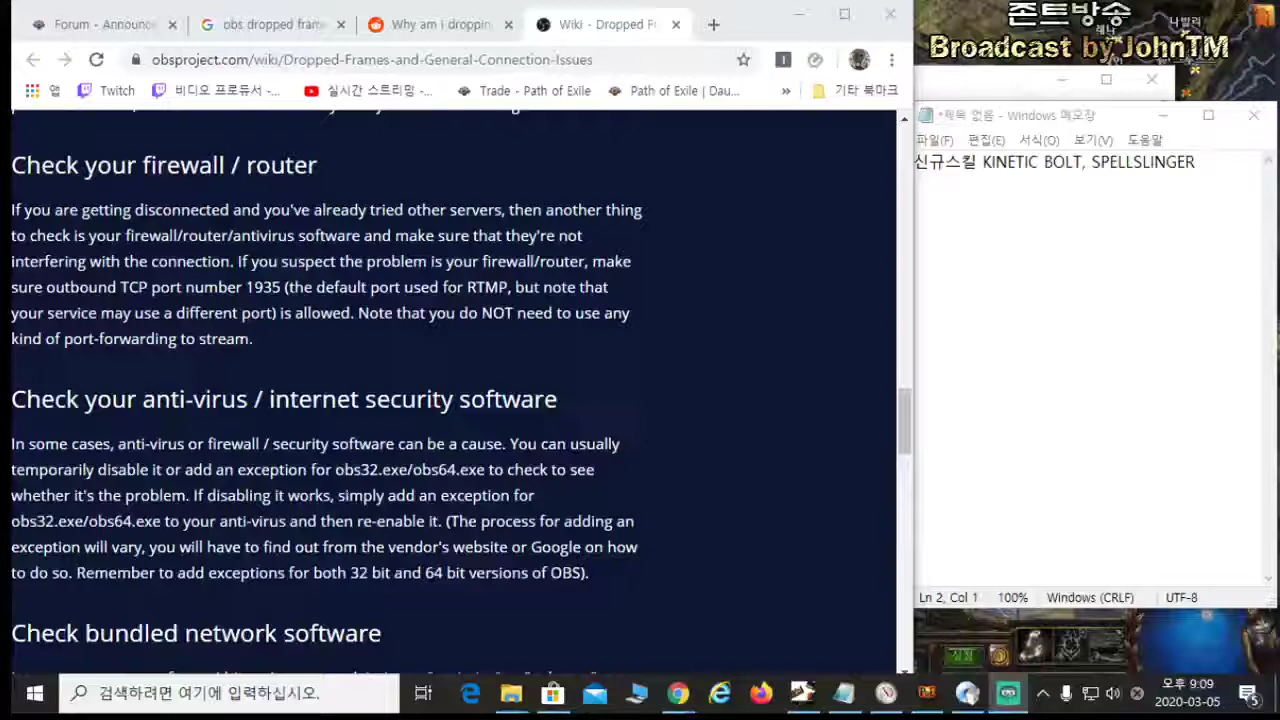 Forum - Announc
obs dropped fram
Why am i droppin
Wiki - Dropped Fr
obsproject.com/wiki/Dropped-Frames-and-General-Connection-Issues
앱
Twitch
비디오 프로듀서 -...
실시간 스트리밍 -...
Trade - Path of Exile
Path of Exile | Dau...
»
기타 북마크
Check your firewall / router
If you are getting disconnected and you've already tried other servers, then another thing
to check is your firewall/router/antivirus software and make sure that they're not
interfering with the connection. If you suspect the problem is your firewall/router, make
sure outbound TCP port number 1935 (the default port used for RTMP, but note that
your service may use a different port) is allowed. Note that you do NOT need to use any
kind of port-forwarding to stream.
Check your anti-virus / internet security software
In some cases, anti-virus or firewall / security software can be a cause. You can usually
temporarily disable it or add an exception for obs32.exe/obs64.exe to check to see
whether it's the problem. If disabling it works, simply add an exception for
obs32.exe/obs64.exe to your anti-virus and then re-enable it. (The process for adding an
exception will vary, you will have to find out from the vendor's website or Google on how
to do so. Remember to add exceptions for both 32 bit and 64 bit versions of OBS).
Check bundled network software
존트방송
나발리
레나
Broadcast by JohnTM
*제목 없음 - Windows 메모장
파일(F) 편집(E) 서식(O) 보기(V) 도움말
신규스킬 KINETIC BOLT, SPELLSLINGER
Ln 2, Col 1 100% Windows (CRLF) UTF-8
상점
검색하려면 여기에 입력하십시오.
오후 9:09
2020-03-05
5